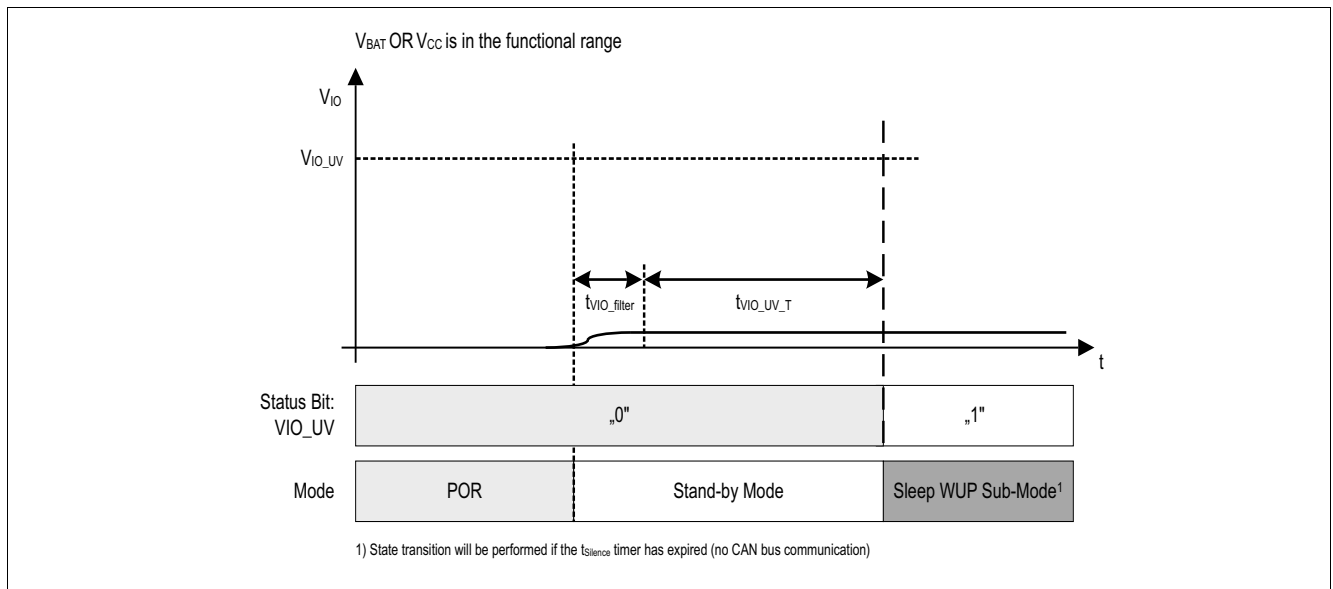 VBAT OR VCC is in the functional range
VIO
VIO_UV
tVIO_filter
tVIO_UV_T
t
Status Bit:
VIO_UV
„0"
„1"
Mode
POR
Stand-by Mode
Sleep WUP Sub-Mode1
1) State transition will be performed if the tSilence timer has expired (no CAN bus communication)